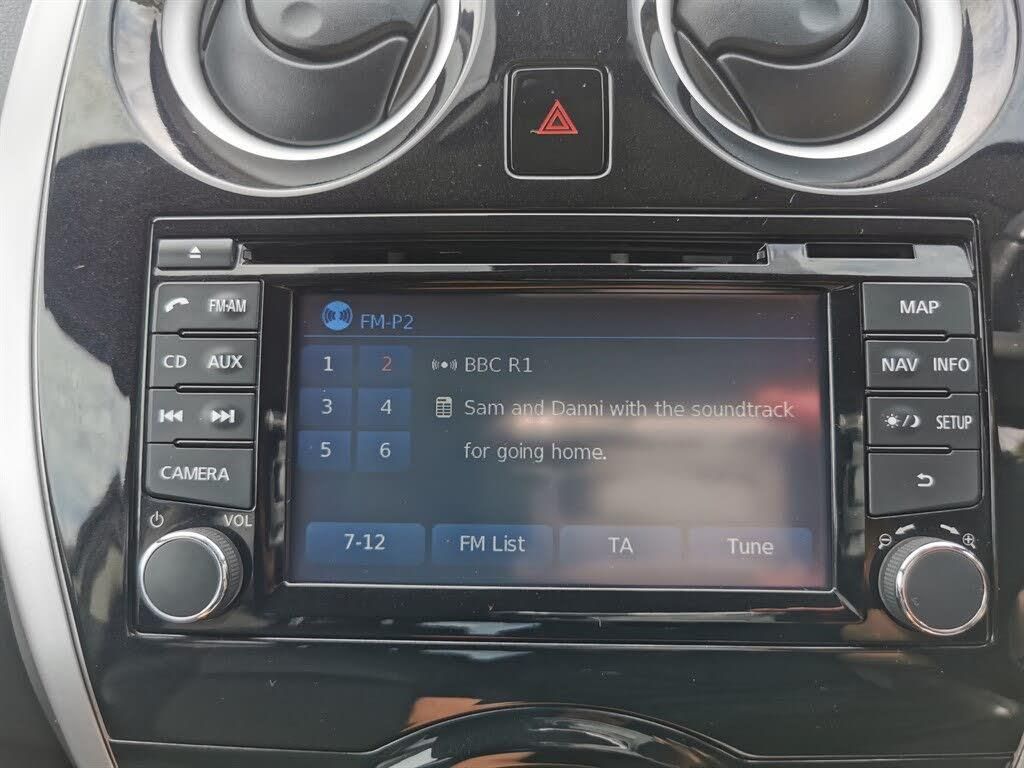 FM-AM
CD AUX
CAMERA
VOL
FM-P2
1 2 BBC R1
3 4 Sam and Danni with the soundtrack
5 6 for going home.
7-12 FM List TA Tune
MAP
NAV INFO
SETUP